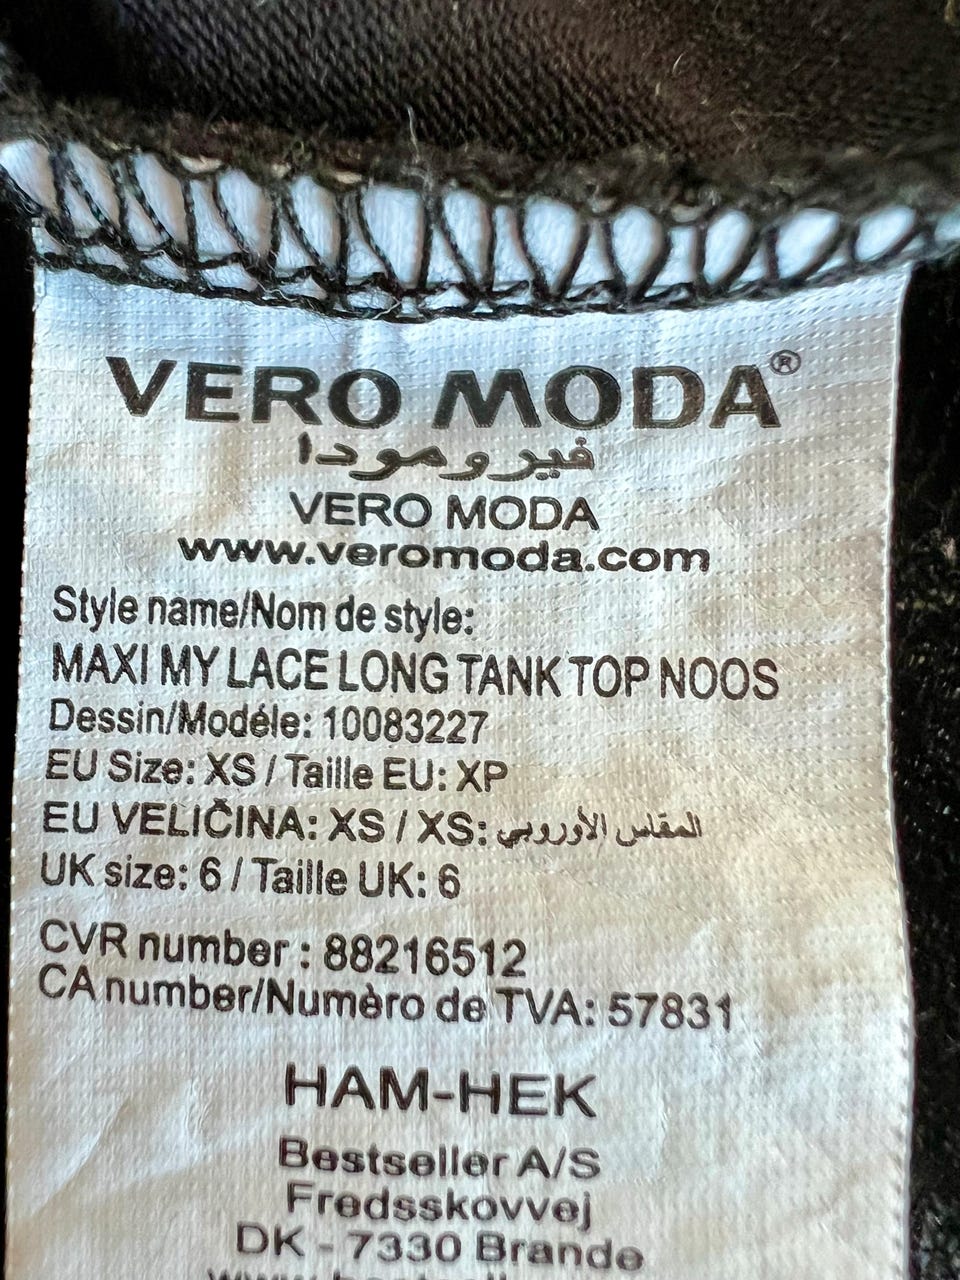 VERO MODA®
فيرومودا
VERO MODA
www.veromoda.com
Style name/Nom de style:
MAXI MY LACE LONG TANK TOP NOOS
Dessin/Modéle: 10083227
EU Size: XS / Taille EU: XP
EU VELIČINA: XS / XS: المقاس الأوروبي
UK size: 6 / Taille UK: 6
CVR number : 88216512
CA number/Numèro de TVA: 57831
HAM-HEK
Bestseller A/S
Fredsskovvej
DK - 7330 Brande